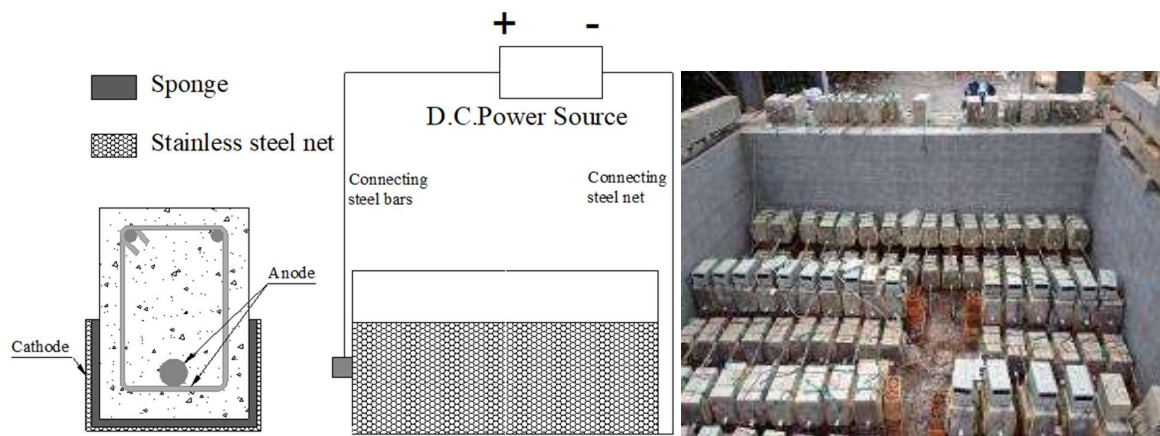 + -
Sponge
D.C.Power Source
Stainless steel net
Connecting
steel bars
Connecting
steel net
Anode
Cathode